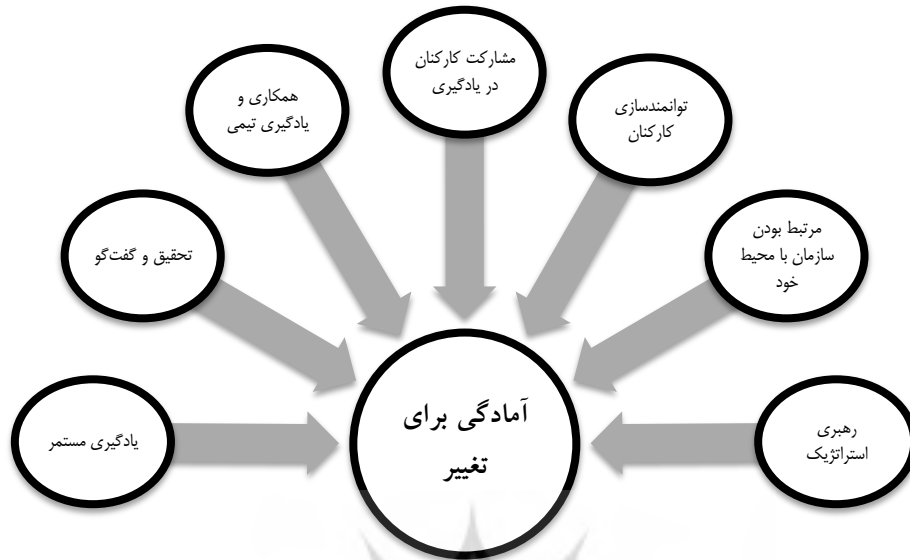 مشارکت کارکنان
در یادگیری
توانمندسازی
کارکنان
همکاری و
یادگیری تیمی
مرتبط بودن
سازمان با محیط
خود
تحقیق و گفت‌گو
رهبری
استراتژیک
آمادگی برای
تغییر
یادگیری مستمر